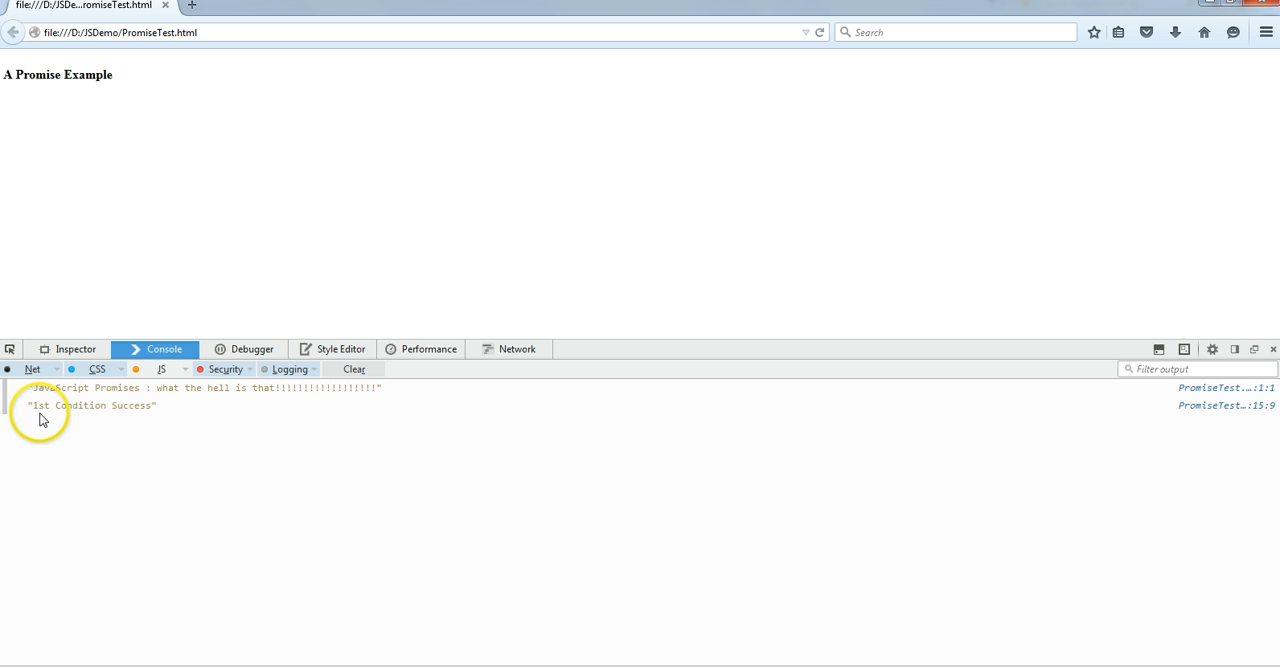 file:///D:/JSDe...romiseTest.html
file:///D:/JSDemo/PromiseTest.html
Search
A Promise Example
Inspector
Console
Debugger
Style Editor
Performance
Network
Net
CSS
JS
Security
Logging
Clear
Filter output
"JavaScript Promises : what the hell is that!!!!!!!!!!!!!!!!!!!" PromiseTest.…:1:1
"1st Condition Success" PromiseTest…:15:9